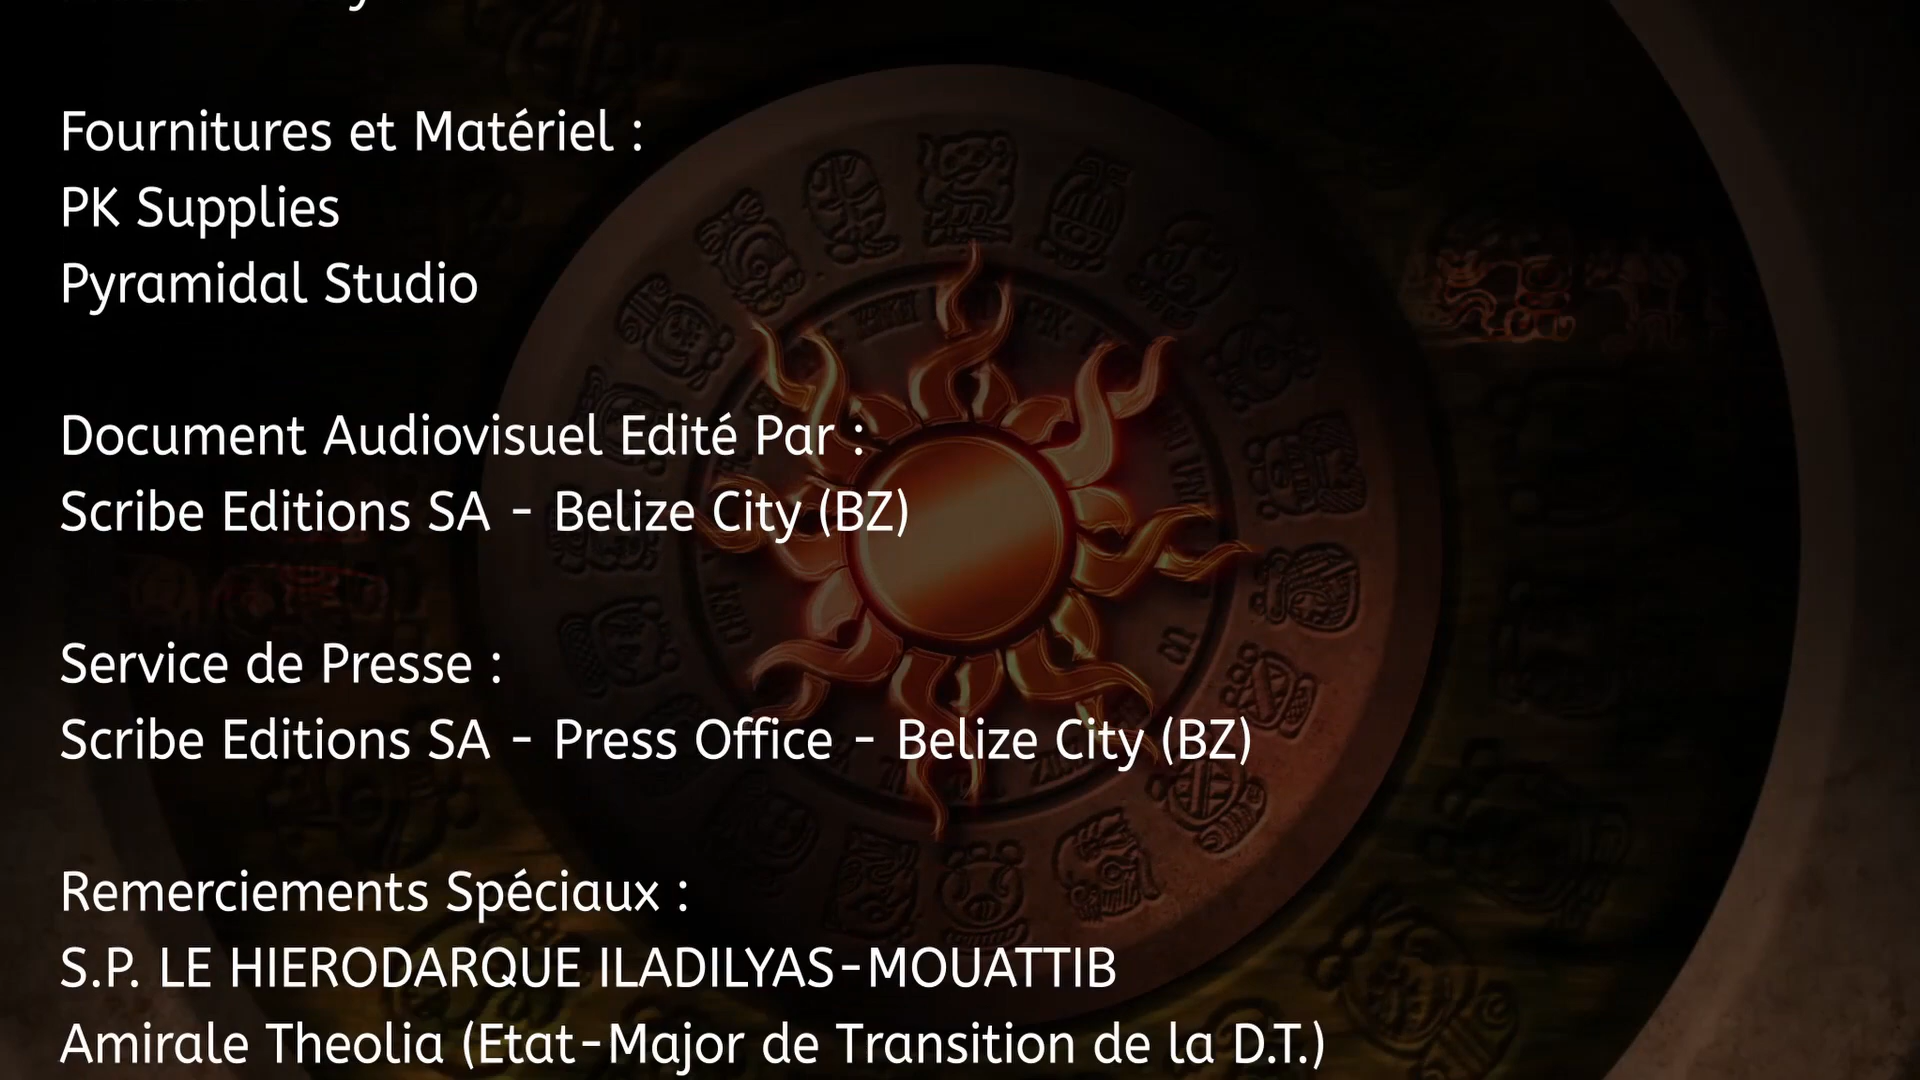 Fournitures et Matériel :
PK Supplies
Pyramidal Studio
Document Audiovisuel Edité Par :
Scribe Editions SA - Belize City (BZ)
Service de Presse :
Scribe Editions SA - Press Office - Belize City (BZ)
Remerciements Spéciaux :
S.P. LE HIERODARQUE ILADILYAS-MOUATTIB
Amirale Theolia (Etat-Major de Transition de la D.T.)